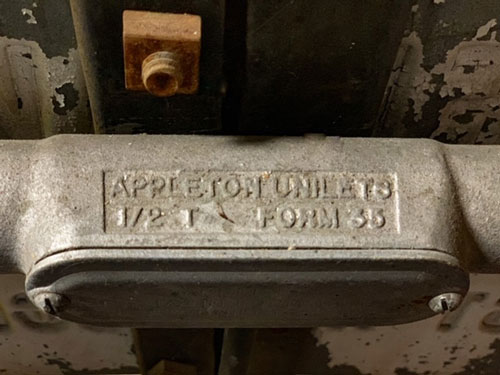 APPLETON UNILETS
1/2 T FORM 35